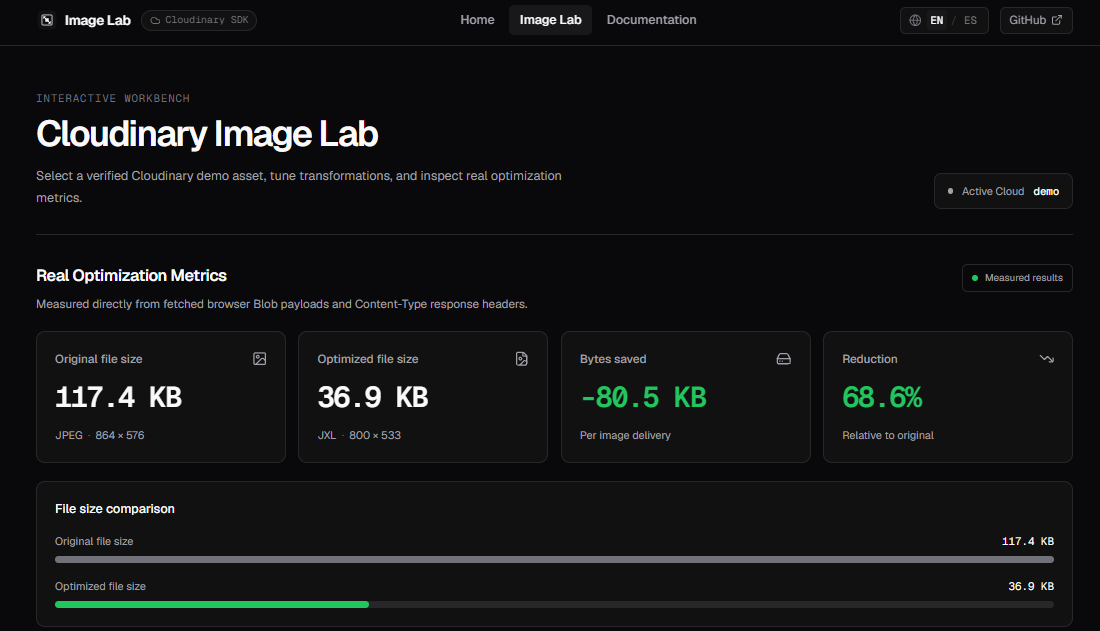 Image Lab
Cloudinary SDK
Home
Image Lab
Documentation
EN / ES
GitHub
INTERACTIVE WORKBENCH
Cloudinary Image Lab
Select a verified Cloudinary demo asset, tune transformations, and inspect real optimization
metrics.
Active Cloud demo
Real Optimization Metrics
Measured results
Measured directly from fetched browser Blob payloads and Content-Type response headers.
Original file size
117.4 KB
JPEG · 864 × 576
Optimized file size
36.9 KB
JXL · 800 × 533
Bytes saved
-80.5 KB
Per image delivery
Reduction
68.6%
Relative to original
File size comparison
Original file size 117.4 KB
Optimized file size 36.9 KB